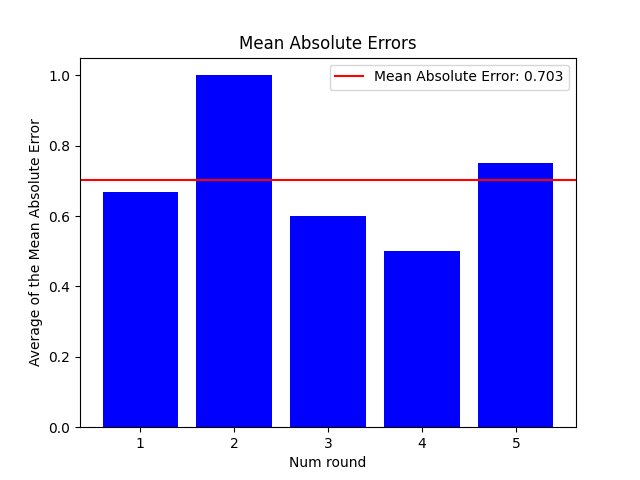 Mean Absolute Errors
Mean Absolute Error: 0.703
Average of the Mean Absolute Error
1.0
0.8
0.6
0.4
0.2
0.0
1 2 3 4 5
Num round